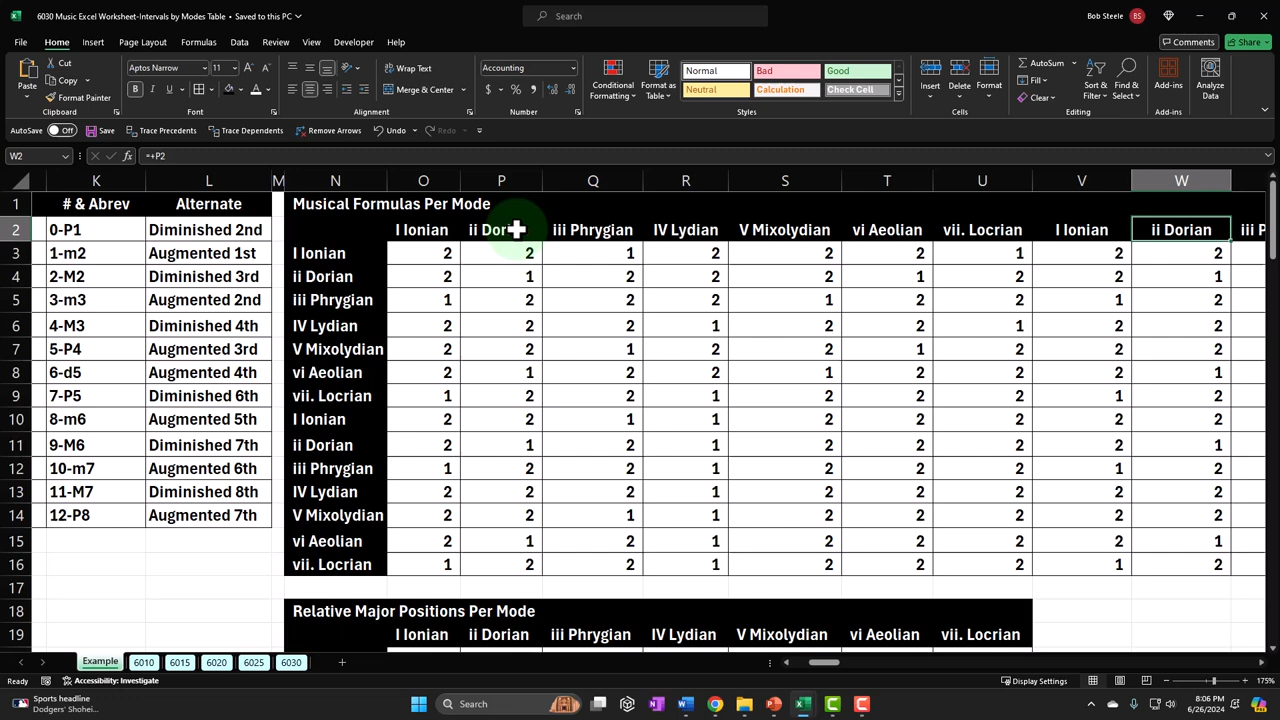 6030 Music Excel Worksheet-Intervals by Modes Table • Saved to this PC
Search
Bob Steele BS
File Home Insert Page Layout Formulas Data Review View Developer Help Comments Share
Cut
Copy
Format Painter
Paste
Clipboard
Aptos Narrow 11
B I U
Font
Wrap Text
Merge & Center
Alignment
Accounting
Number
Conditional Formatting
Format as Table
Normal Bad Good
Neutral Calculation Check Cell
Styles
Insert Delete Format
Cells
AutoSum
Fill
Clear
Sort & Filter
Find & Select
Editing
Add-ins
Add-ins
Analyze Data
AutoSave Off Save Trace Precedents Trace Dependents Remove Arrows Undo Redo
W2 fx =+P2
K L M N O P Q R S T U V W
1 # & Abrev Alternate Musical Formulas Per Mode
2 0-P1 Diminished 2nd I Ionian ii Dorian iii Phrygian IV Lydian V Mixolydian vi Aeolian vii. Locrian I Ionian ii Dorian iii P
3 1-m2 Augmented 1st I Ionian 2 2 1 2 2 2 1 2 2
4 2-M2 Diminished 3rd ii Dorian 2 1 2 2 2 1 2 2 1
5 3-m3 Augmented 2nd iii Phrygian 1 2 2 2 1 2 2 1 2
6 4-M3 Diminished 4th IV Lydian 2 2 2 1 2 2 1 2 2
7 5-P4 Augmented 3rd V Mixolydian 2 2 1 2 2 1 2 2 2
8 6-d5 Augmented 4th vi Aeolian 2 1 2 2 1 2 2 2 1
9 7-P5 Diminished 6th vii. Locrian 1 2 2 1 2 2 2 1 2
10 8-m6 Augmented 5th I Ionian 2 2 1 1 2 2 2 2 2
11 9-M6 Diminished 7th ii Dorian 2 1 2 1 2 2 2 2 1
12 10-m7 Augmented 6th iii Phrygian 1 2 2 1 2 2 2 1 2
13 11-M7 Diminished 8th IV Lydian 2 2 2 1 2 2 2 2 2
14 12-P8 Augmented 7th V Mixolydian 2 2 1 1 2 2 2 2 2
15 vi Aeolian 2 1 2 1 2 2 2 2 1
16 vii. Locrian 1 2 2 1 2 2 2 1 2
17
18 Relative Major Positions Per Mode
19 I Ionian ii Dorian iii Phrygian IV Lydian V Mixolydian vi Aeolian vii. Locrian
Example 6010 6015 6020 6025 6030
Ready Accessibility: Investigate Display Settings 175%
Sports headline
Dodgers' Shohei...
Search
8:06 PM
6/26/2024